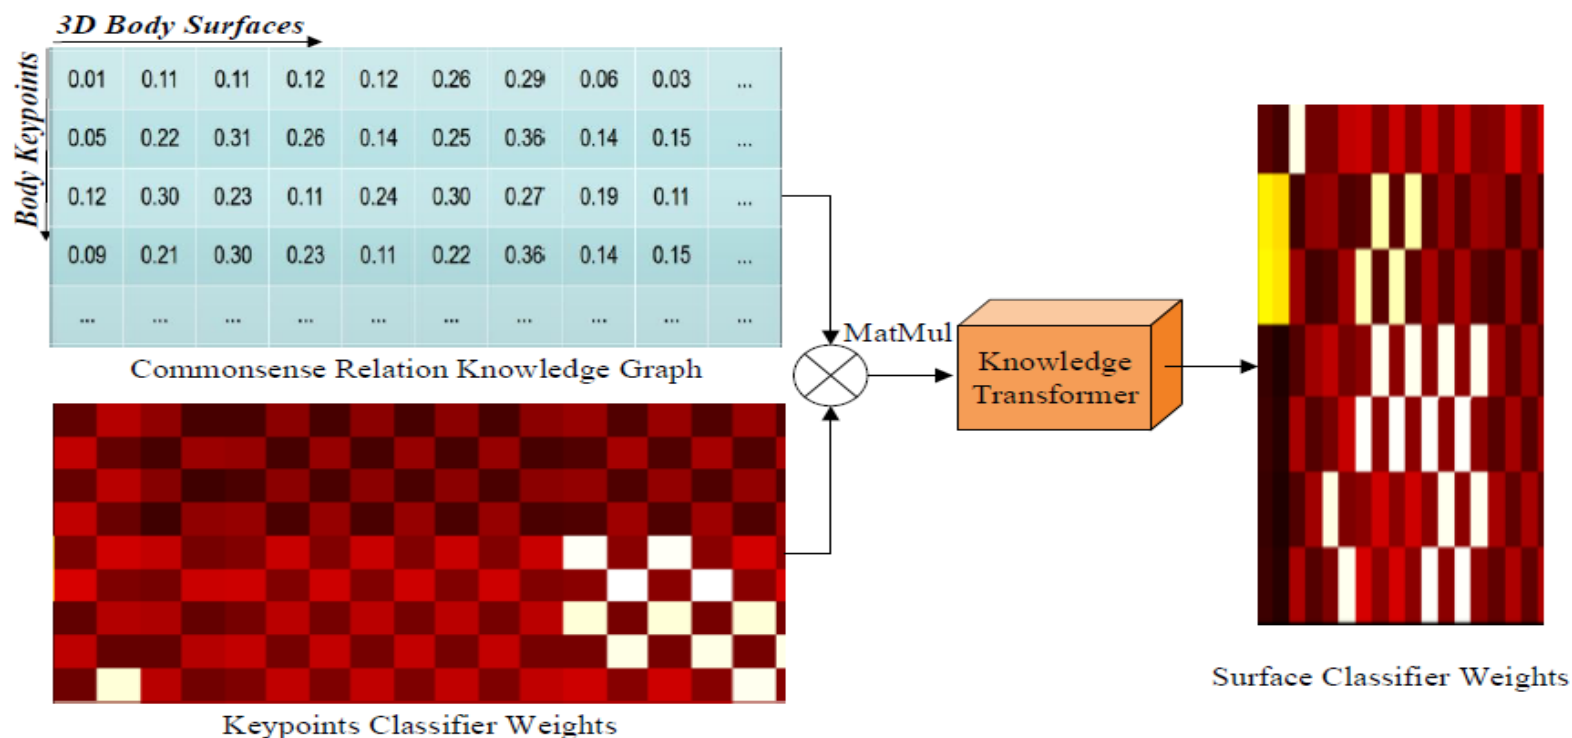 3D Body Surfaces
Body Keypoints
0.01 0.11 0.11 0.12 0.12 0.26 0.29 0.06 0.03 ...
0.05 0.22 0.31 0.26 0.14 0.25 0.36 0.14 0.15 ...
0.12 0.30 0.23 0.11 0.24 0.30 0.27 0.19 0.11 ...
0.09 0.21 0.30 0.23 0.11 0.22 0.36 0.14 0.15 ...
... ... ... ... ... ... ... ... ... ...
Commonsense Relation Knowledge Graph
MatMul
Knowledge
Transformer
Keypoints Classifier Weights
Surface Classifier Weights